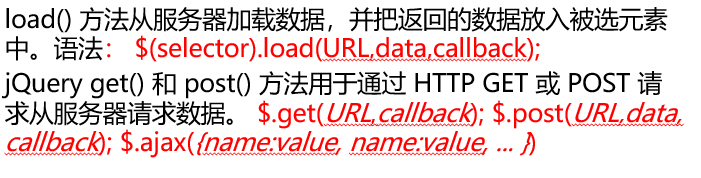 load() 方法从服务器加载数据，并把返回的数据放入被选元素
中。语法： $(selector).load(URL,data,callback);
jQuery get() 和 post() 方法用于通过 HTTP GET 或 POST 请
求从服务器请求数据。 $.get(URL,callback); $.post(URL,data,
callback); $.ajax({name:value, name:value, ... })